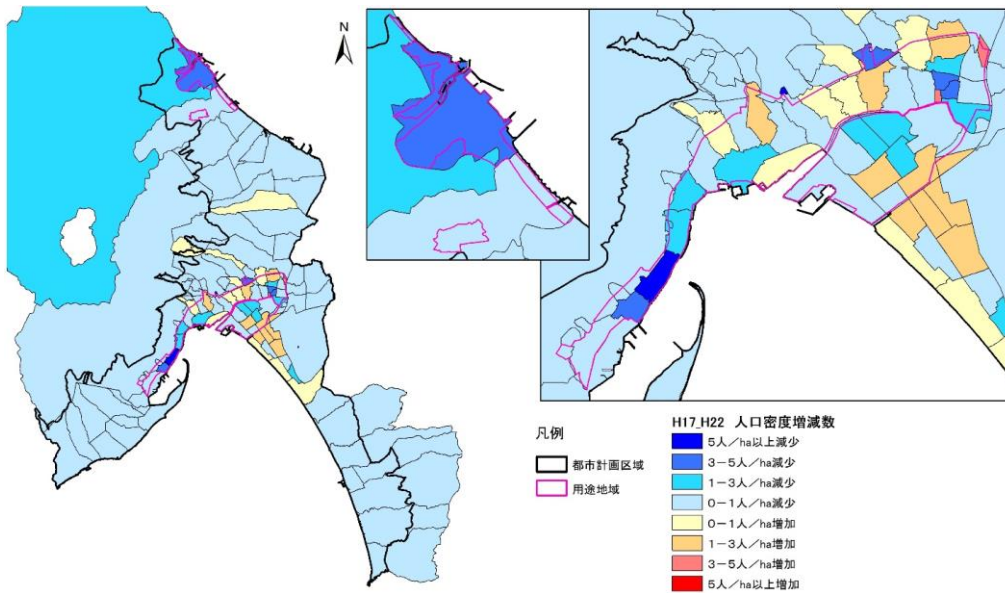 N
凡例
都市計画区域
用途地域
H17_H22 人口密度増減数
5人/ha以上減少
3-5人/ha減少
1-3人/ha減少
0-1人/ha減少
0-1人/ha増加
1-3人/ha増加
3-5人/ha増加
5人/ha以上増加